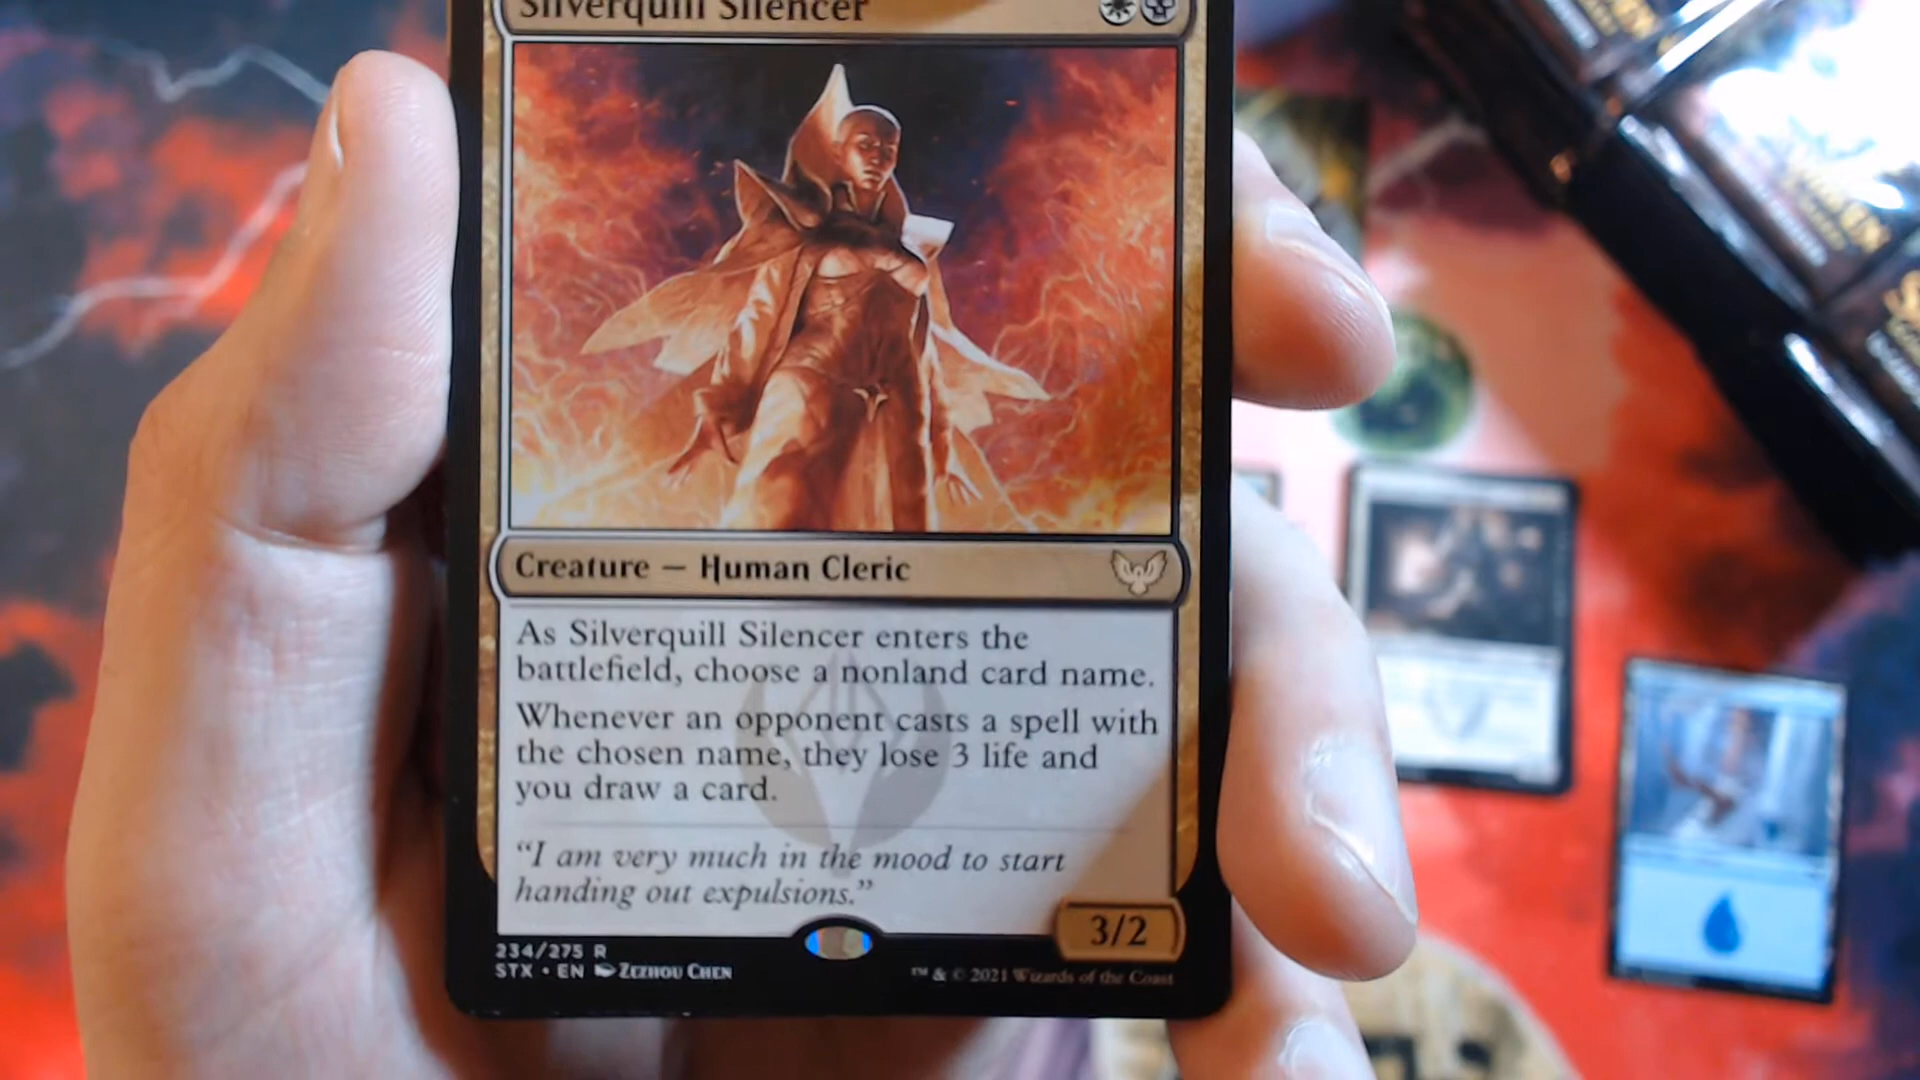 Silverquill Silencer
Creature — Human Cleric
As Silverquill Silencer enters the
battlefield, choose a nonland card name.
Whenever an opponent casts a spell with
the chosen name, they lose 3 life and
you draw a card.
“I am very much in the mood to start
handing out expulsions.”
3/2
234/275 R
STX • EN Zezhou Chen
™ & © 2021 Wizards of the Coast